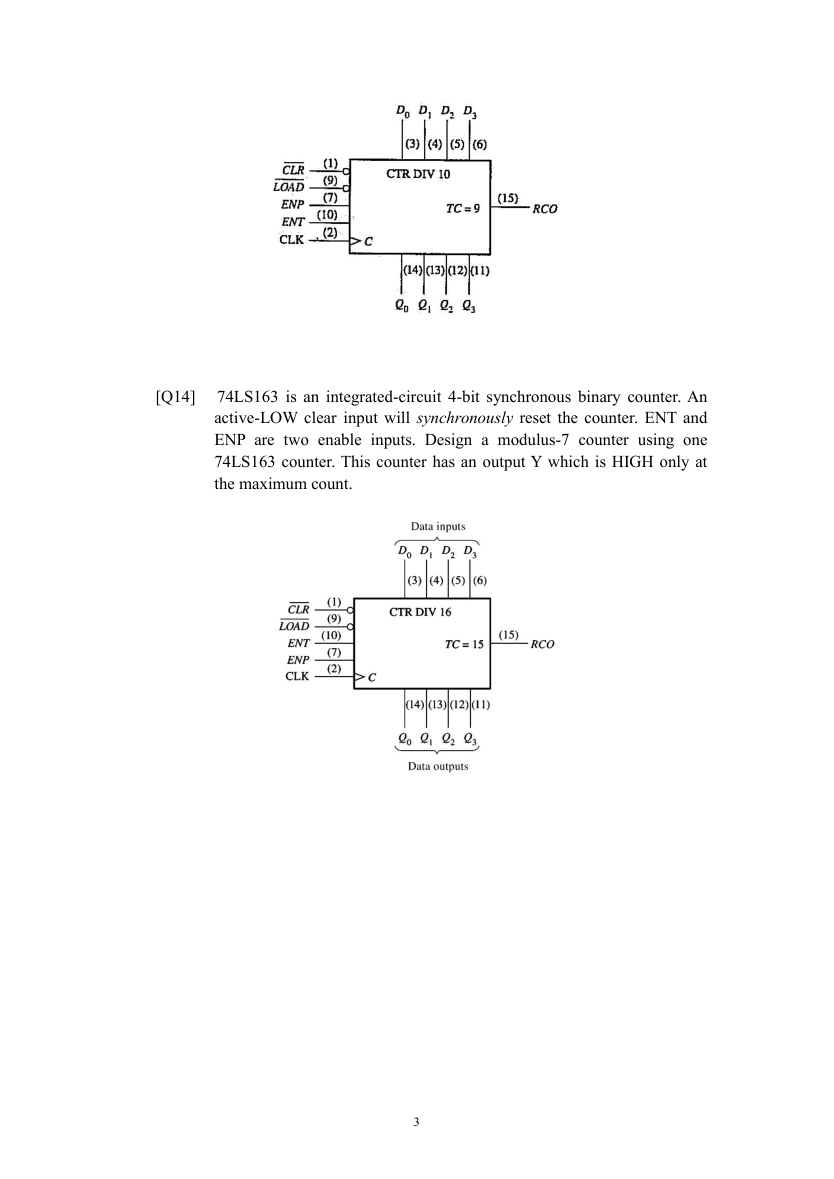 D0 D1 D2 D3
(3) (4) (5) (6)
CLR (1)
CTR DIV 10
LOAD (9)
ENP (7)
TC = 9 (15) RCO
ENT (10)
CLK (2) C
(14) (13) (12) (11)
Q0 Q1 Q2 Q3
[Q14] 74LS163 is an integrated-circuit 4-bit synchronous binary counter. An
active-LOW clear input will synchronously reset the counter. ENT and
ENP are two enable inputs. Design a modulus-7 counter using one
74LS163 counter. This counter has an output Y which is HIGH only at
the maximum count.
Data inputs
D0 D1 D2 D3
(3) (4) (5) (6)
CLR (1)
CTR DIV 16
LOAD (9)
ENT (10)
TC = 15 (15) RCO
ENP (7)
CLK (2) C
(14) (13) (12) (11)
Q0 Q1 Q2 Q3
Data outputs
3